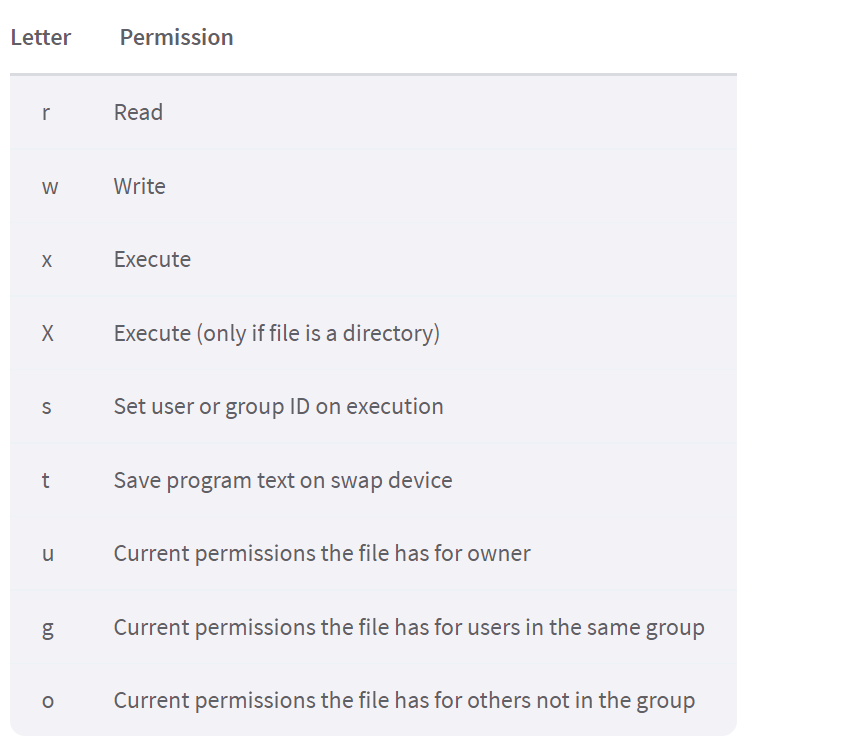 Letter Permission
r Read
w Write
x Execute
X Execute (only if file is a directory)
s Set user or group ID on execution
t Save program text on swap device
u Current permissions the file has for owner
g Current permissions the file has for users in the same group
o Current permissions the file has for others not in the group